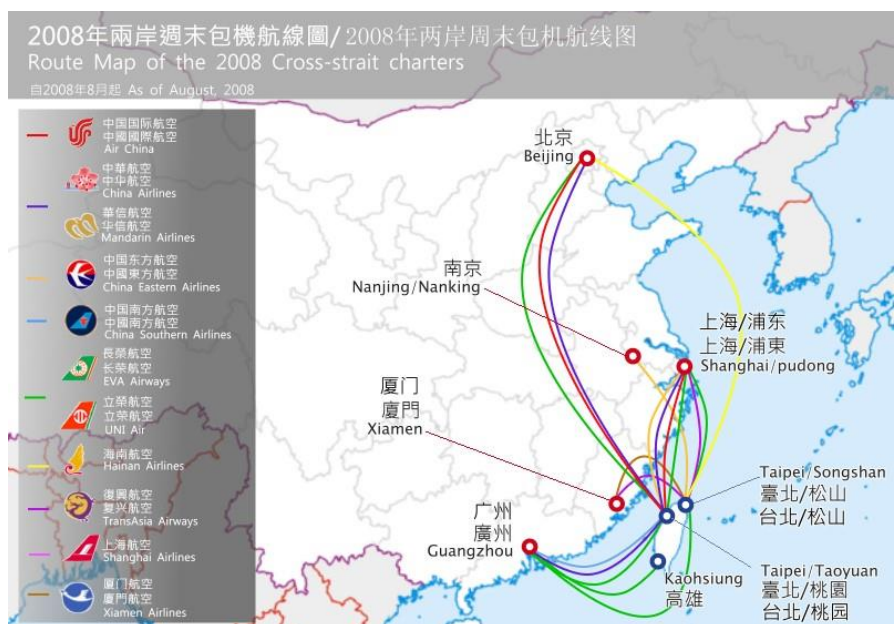 2008年兩岸週末包機航線圖/2008年两岸周末包机航线图
Route Map of the 2008 Cross-strait charters
自2008年8月起 As of August, 2008
中国国际航空
中國國際航空
Air China
中華航空
中华航空
China Airlines
華信航空
华信航空
Mandarin Airlines
中国东方航空
中國東方航空
China Eastern Airlines
中国南方航空
中國南方航空
China Southern Airlines
長榮航空
长荣航空
EVA Airways
立榮航空
立荣航空
UNI Air
海南航空
Hainan Airlines
復興航空
复兴航空
TransAsia Airways
上海航空
Shanghai Airlines
厦门航空
廈門航空
Xiamen Airlines
北京
Beijing
南京
Nanjing/Nanking
上海/浦东
上海/浦東
Shanghai/pudong
厦门
廈門
Xiamen
广州
廣州
Guangzhou
Taipei/Songshan
臺北/松山
台北/松山
Kaohsiung
高雄
Taipei/Taoyuan
臺北/桃園
台北/桃园